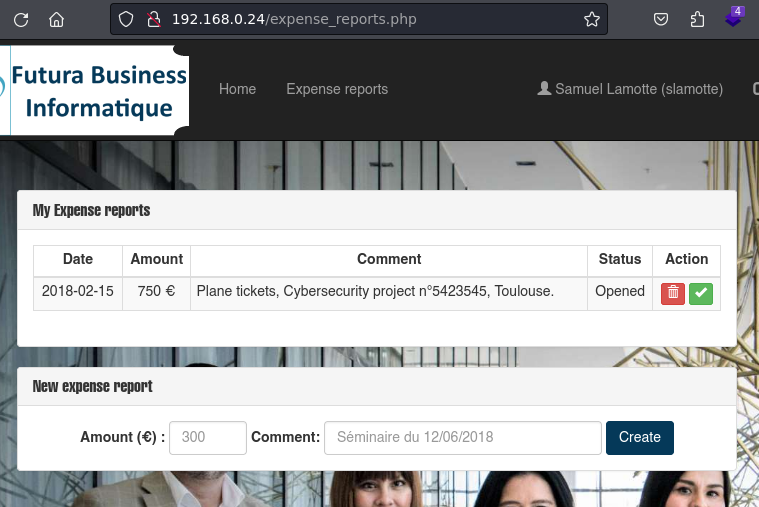 4
192.168.0.24/expense_reports.php
Futura Business
Informatique
Home Expense reports Samuel Lamotte (slamotte)
My Expense reports
Date Amount Comment Status Action
2018-02-15 750 € Plane tickets, Cybersecurity project n°5423545, Toulouse. Opened
New expense report
Amount (€) : 300 Comment: Séminaire du 12/06/2018 Create